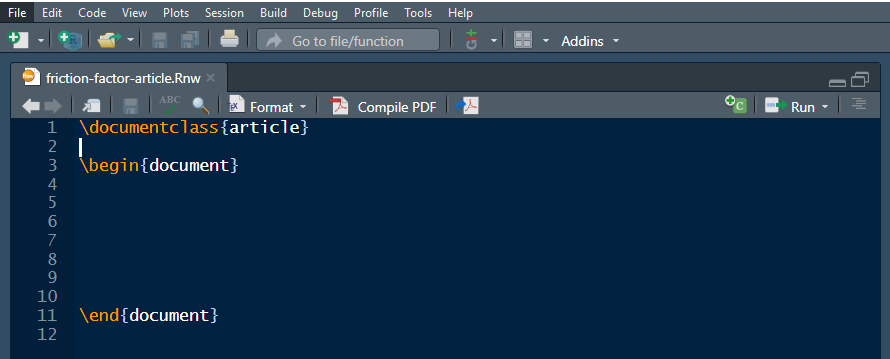 File Edit Code View Plots Session Build Debug Profile Tools Help
Go to file/function Addins
friction-factor-article.Rnw
ABC Format Compile PDF Run
1 \documentclass{article}
2
3 \begin{document}
4
5
6
7
8
9
10
11 \end{document}
12